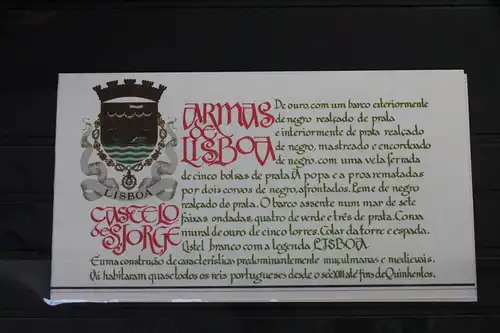 ARMAS
de
LISBOA
De ouro, com um barco exteriormente
de negro realçado de prata
e interiormente de prata realçado
de negro, mastreado e encordoado
de negro, com uma vela ferrada
de cinco bolsas de prata. A popa e a proa rematadas
por dois corvos de negro, afrontados. Leme de negro
realçado de prata. O barco assente num mar de sete
faixas ondadas, quatro de verde e três de prata. Coroa
mural de ouro de cinco torres. Colar da torre e espada.
Listel branco com a legenda LISBOA
LISBOA
CASTELO
de S. JORGE
É uma construção de características predominantemente muçulmanas e medievais.
Aí habitaram quase todos os reis portugueses desde o séc. XIII até fins de Quinhentos.